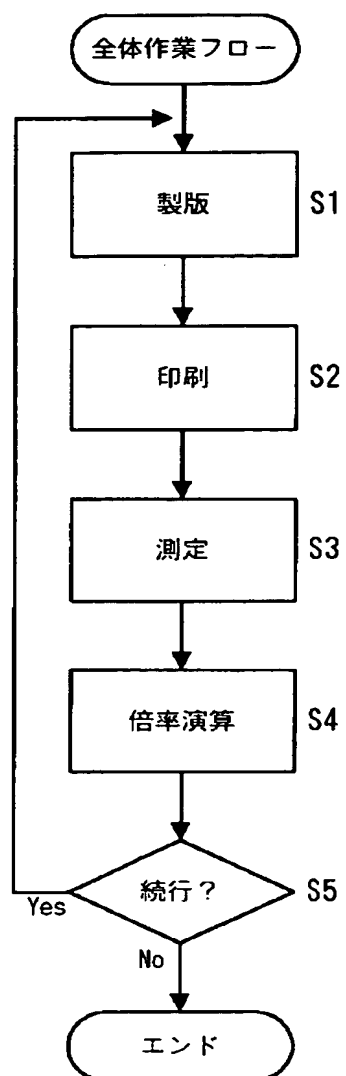 全体作業フロー
製版 S1
印刷 S2
測定 S3
倍率演算 S4
続行？ S5
Yes
No
エンド